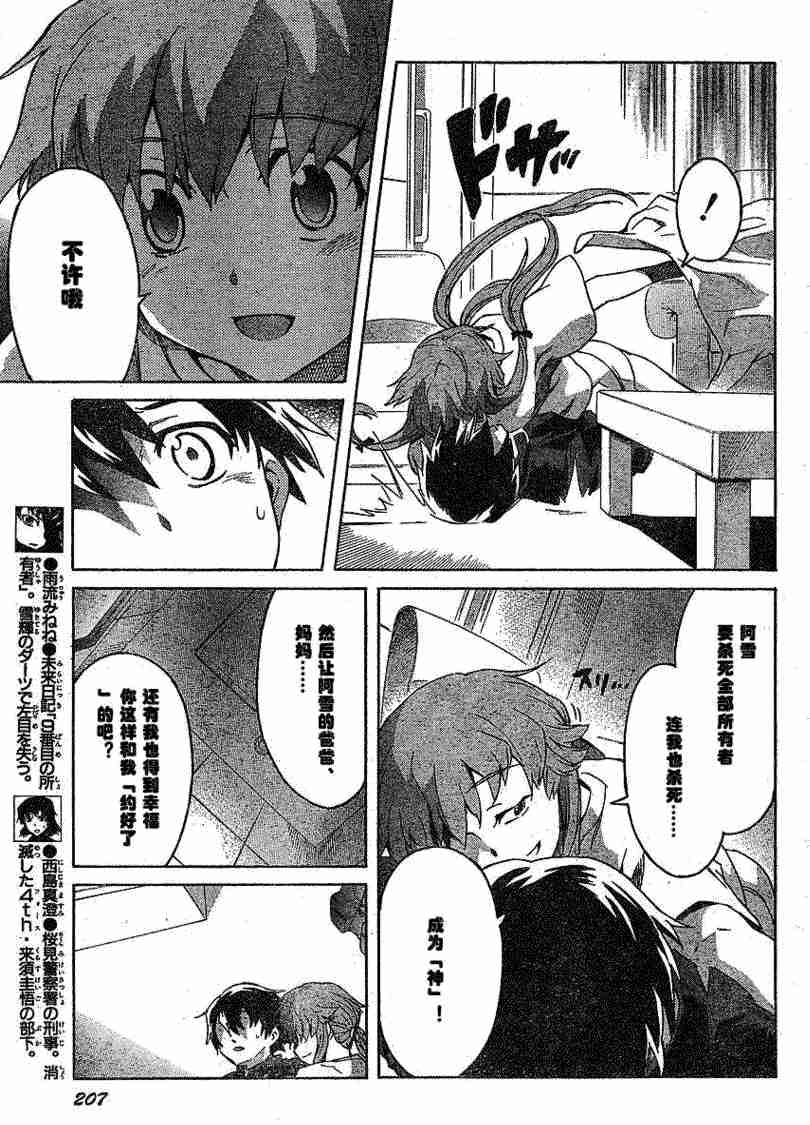 ！
ドサッ
不许哦
阿雪
要杀死全部所有者
连我也杀死……
スリ…
成为「神」！
然后让阿雪的爸爸、
妈妈……
还有我也得到幸福
你这样和我「约好了
」的吧？
●雨流みねね●未来日記「9番目の所
有者」。雪輝のダーツで左目を失う。
●西島真澄●桜見警察署の刑事。消
滅した4th・来須圭悟の部下。
207